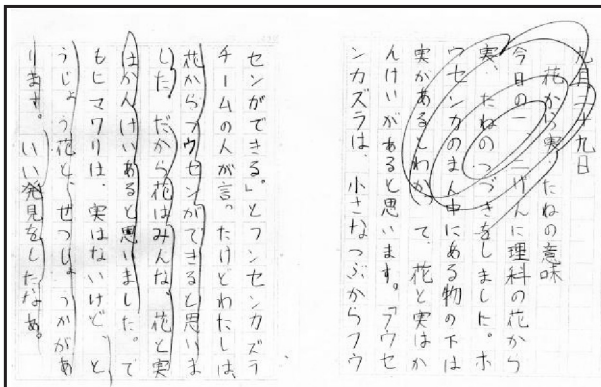 九月二十九日
花から実、たねの意味
今日の一、二げんに理科の花から
実、たねのつづきをしました。ホ
ウセンカのまん中にある物の下は
実があるとわかって、花と実はか
んけいがあると思います。「フウセ
ンカズラは、小さなつぶからフウ
センができる。」とフンセンカズラ
チームの人が言ったけどわたしは、
花からフウセンができると思いま
した。だから花はみんな、花と実
はかんけいあると思いました。で
もヒマワリは、実はないけど、と
うじょう花と、ぜつじょうかがあ
ります。いい発見をしたなあ。